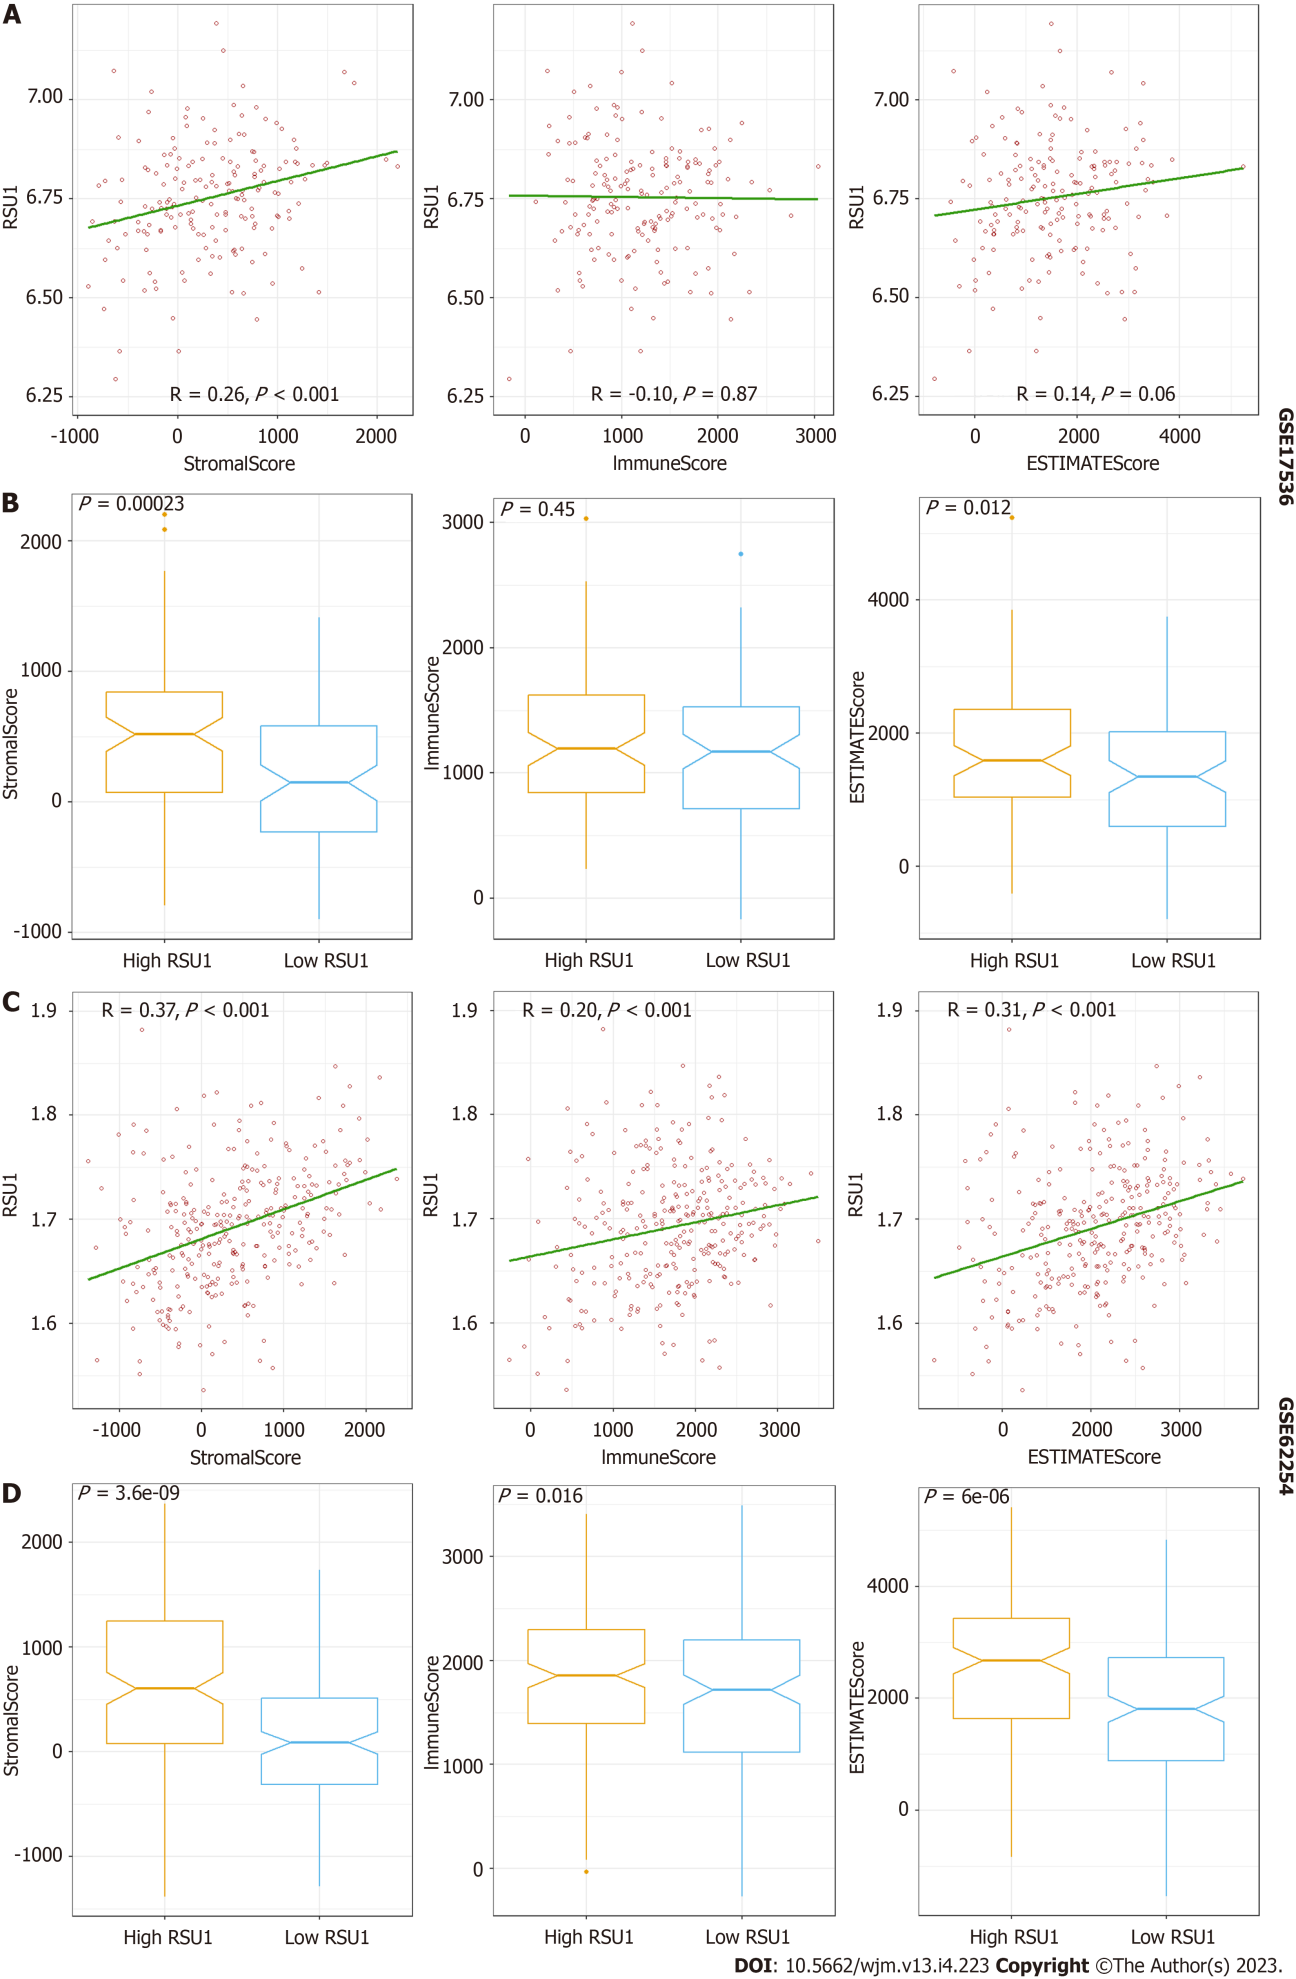 A
7.00
6.75
6.50
6.25
RSU1
R = 0.26, P < 0.001
-1000 0 1000 2000
StromalScore
7.00
6.75
6.50
6.25
RSU1
R = -0.10, P = 0.87
0 1000 2000 3000
ImmuneScore
7.00
6.75
6.50
6.25
RSU1
R = 0.14, P = 0.06
0 2000 4000
ESTIMATEScore
GSE17536
B
P = 0.00023
2000
1000
0
-1000
StromalScore
High RSU1 Low RSU1
P = 0.45
3000
2000
1000
0
ImmuneScore
High RSU1 Low RSU1
P = 0.012
4000
2000
0
ESTIMATEScore
High RSU1 Low RSU1
C
R = 0.37, P < 0.001
1.9
1.8
1.7
1.6
RSU1
-1000 0 1000 2000
StromalScore
R = 0.20, P < 0.001
1.9
1.8
1.7
1.6
RSU1
0 1000 2000 3000
ImmuneScore
R = 0.31, P < 0.001
1.9
1.8
1.7
1.6
RSU1
0 2000 3000
ESTIMATEScore
GSE62254
D
P = 3.6e-09
2000
1000
0
-1000
StromalScore
High RSU1 Low RSU1
P = 0.016
3000
2000
1000
0
ImmuneScore
High RSU1 Low RSU1
P = 6e-06
4000
2000
0
ESTIMATEScore
High RSU1 Low RSU1
DOI: 10.5662/wjm.v13.i4.223 Copyright ©The Author(s) 2023.